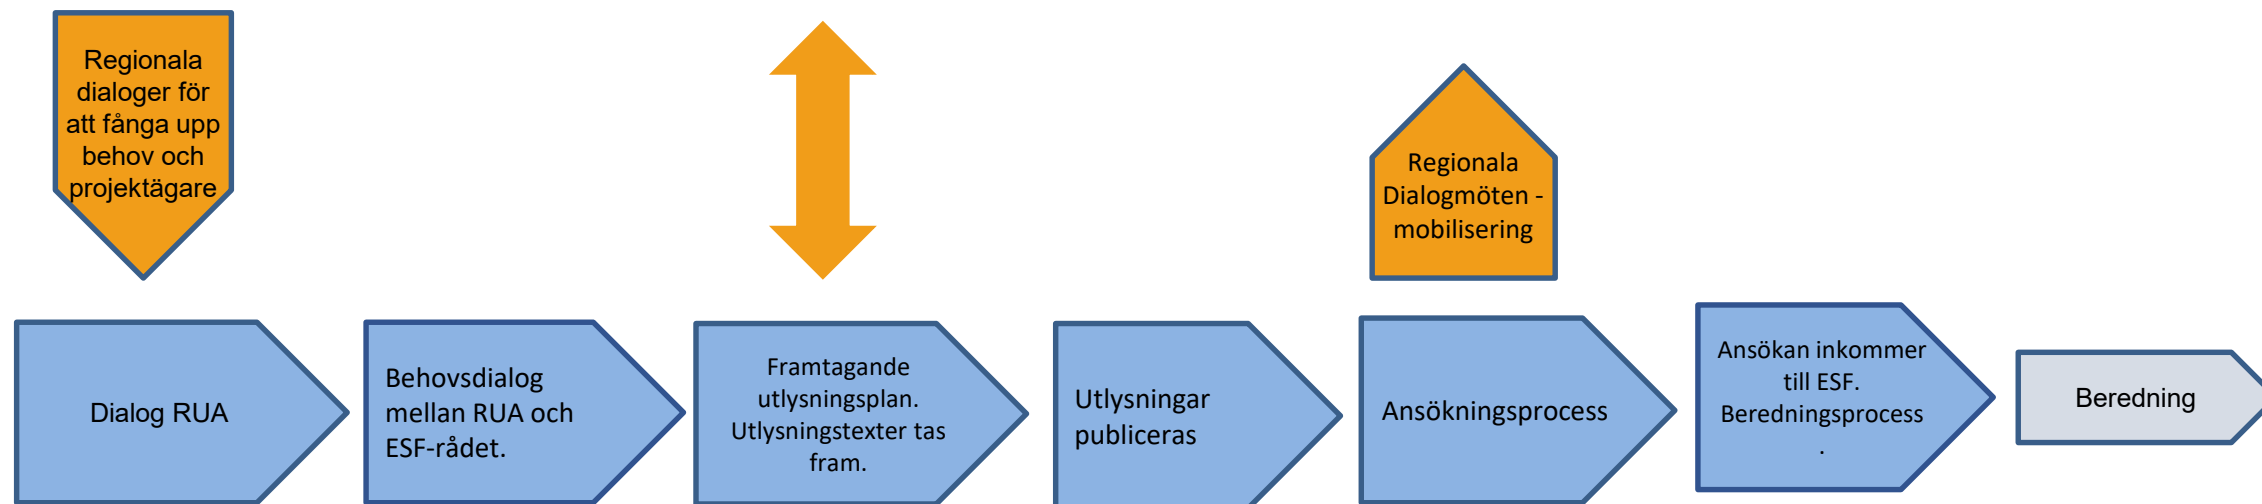 Regionala
dialoger för
att fånga upp
behov och
projektägare
Regionala
Dialogmöten -
mobilisering
Dialog RUA
Behovsdialog
mellan RUA och
ESF-rådet.
Framtagande
utlysningsplan.
Utlysningstexter tas
fram.
Utlysningar
publiceras
Ansökningsprocess
Ansökan inkommer
till ESF.
Beredningsprocess
.
Beredning